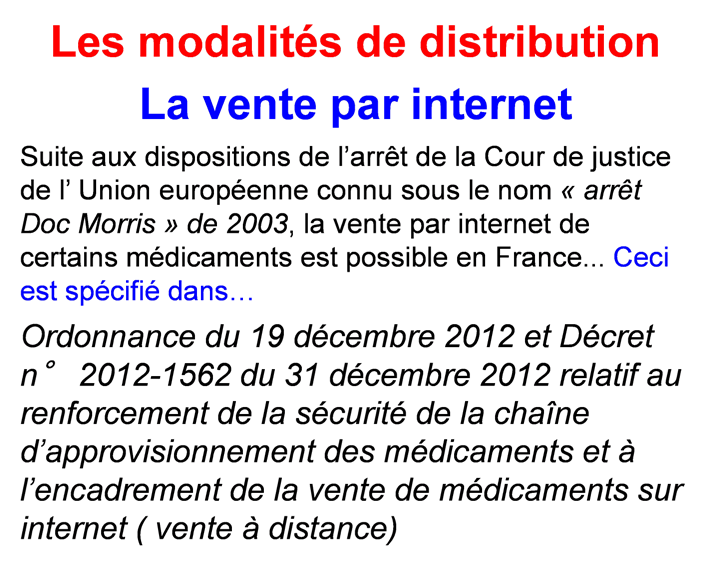 Les modalités de distribution
La vente par internet
Suite aux dispositions de l’arrêt de la Cour de justice
de l’ Union européenne connu sous le nom « arrêt
Doc Morris » de 2003, la vente par internet de
certains médicaments est possible en France... Ceci
est spécifié dans…
Ordonnance du 19 décembre 2012 et Décret
n° 2012-1562 du 31 décembre 2012 relatif au
renforcement de la sécurité de la chaîne
d’approvisionnement des médicaments et à
l’encadrement de la vente de médicaments sur
internet ( vente à distance)